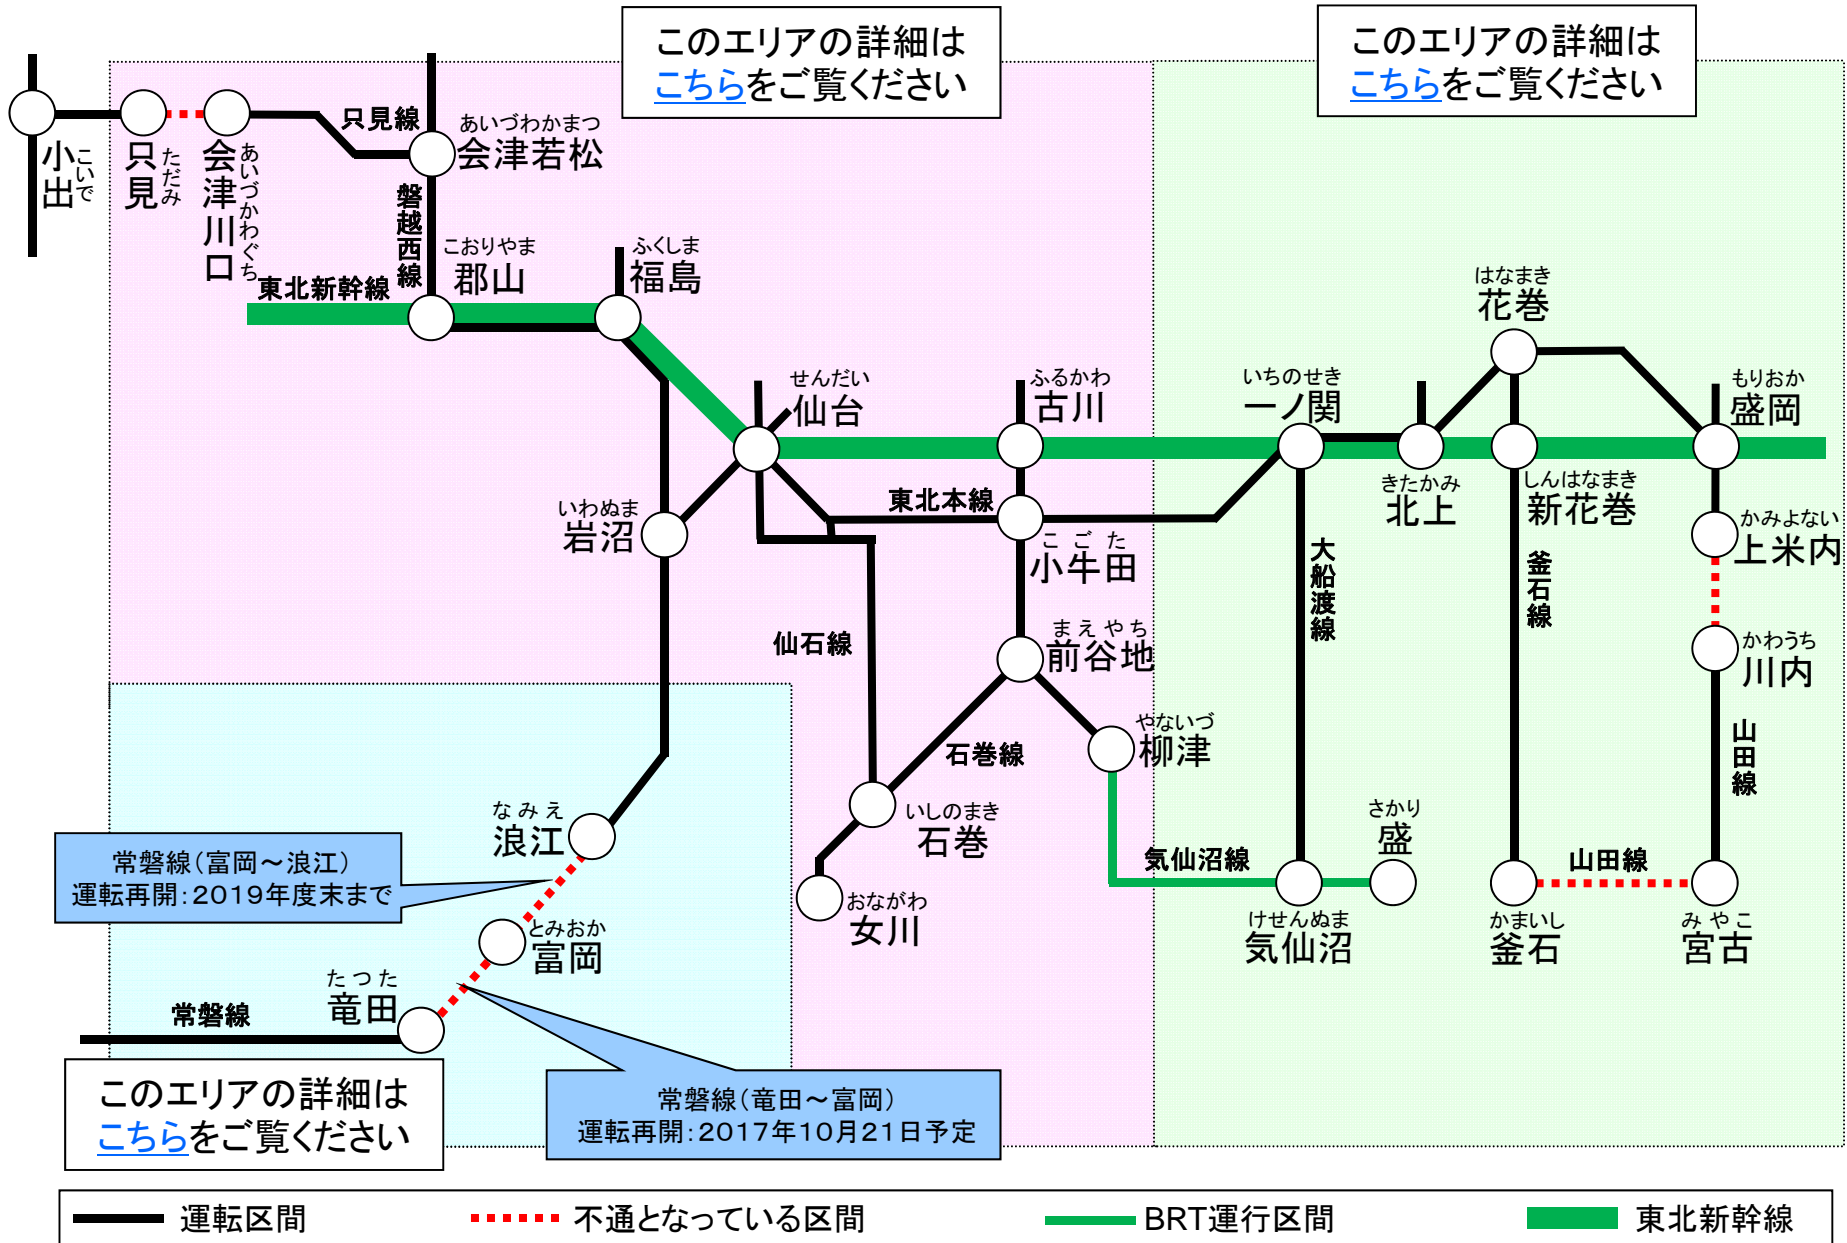 このエリアの詳細は
こちらをご覧ください
このエリアの詳細は
こちらをご覧ください
小出
こいで
只見
ただみ
会津川口
あいづかわぐち
只見線
あいづわかまつ
会津若松
磐越西線
こおりやま
郡山
ふくしま
福島
東北新幹線
せんだい
仙台
ふるかわ
古川
いちのせき
一ノ関
はなまき
花巻
もりおか
盛岡
きたかみ
北上
しんはなまき
新花巻
かみよない
上米内
いわぬま
岩沼
東北本線
こごた
小牛田
大船渡線
釜石線
仙石線
まえやち
前谷地
かわうち
川内
やないづ
柳津
石巻線
山田線
いしのまき
石巻
なみえ
浪江
さかり
盛
気仙沼線
山田線
常磐線(富岡～浪江)
運転再開:2019年度末まで
おながわ
女川
けせんぬま
気仙沼
かまいし
釜石
みやこ
宮古
とみおか
富岡
たつた
竜田
常磐線
このエリアの詳細は
こちらをご覧ください
常磐線(竜田～富岡)
運転再開:2017年10月21日予定
運転区間
不通となっている区間
BRT運行区間
東北新幹線